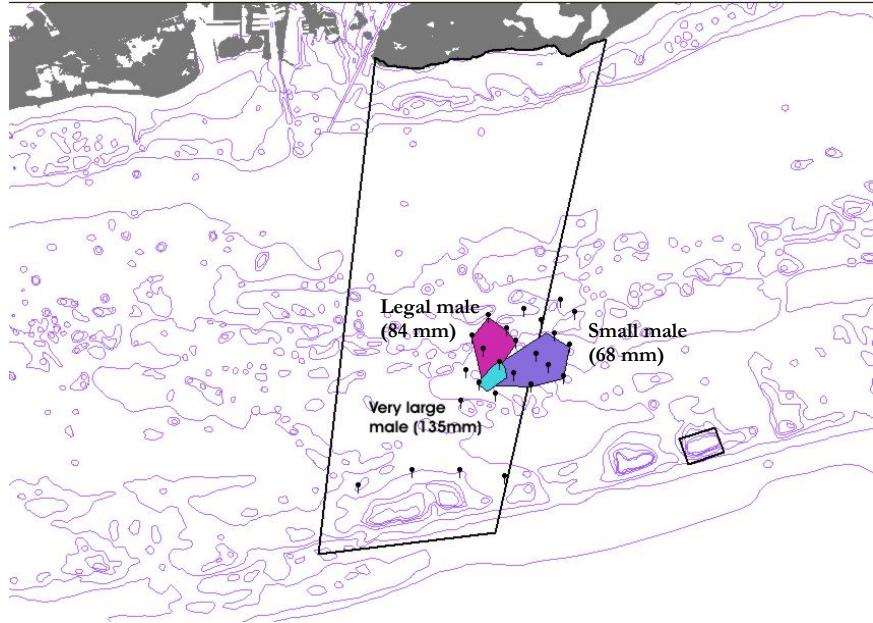 Legal male
(84 mm)
Small male
(68 mm)
Very large
male (135mm)